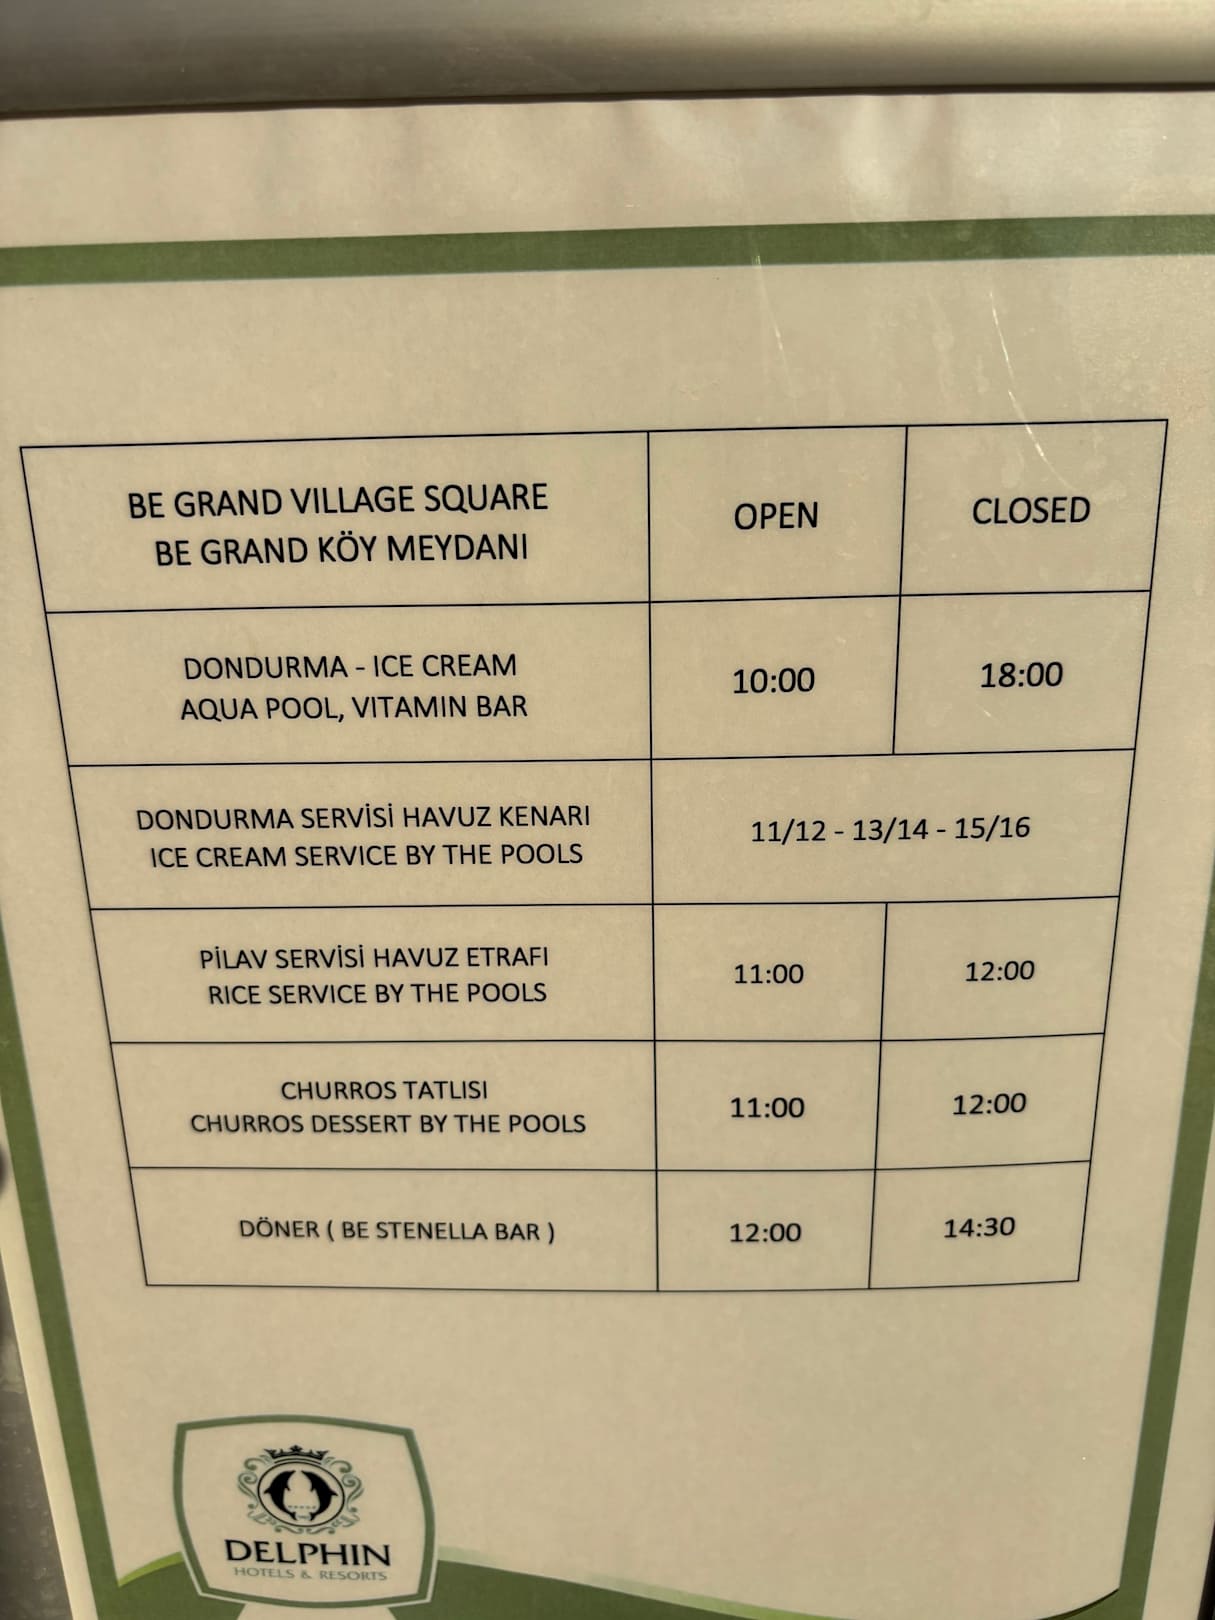 BE GRAND VILLAGE SQUARE
BE GRAND KÖY MEYDANI
OPEN
CLOSED
DONDURMA - ICE CREAM
AQUA POOL, VITAMIN BAR
10:00
18:00
DONDURMA SERVİSİ HAVUZ KENARI
ICE CREAM SERVICE BY THE POOLS
11/12 - 13/14 - 15/16
PİLAV SERVİSİ HAVUZ ETRAFI
RICE SERVICE BY THE POOLS
11:00
12:00
CHURROS TATLISI
CHURROS DESSERT BY THE POOLS
11:00
12:00
DÖNER ( BE STENELLA BAR )
12:00
14:30
DELPHIN
HOTELS & RESORTS